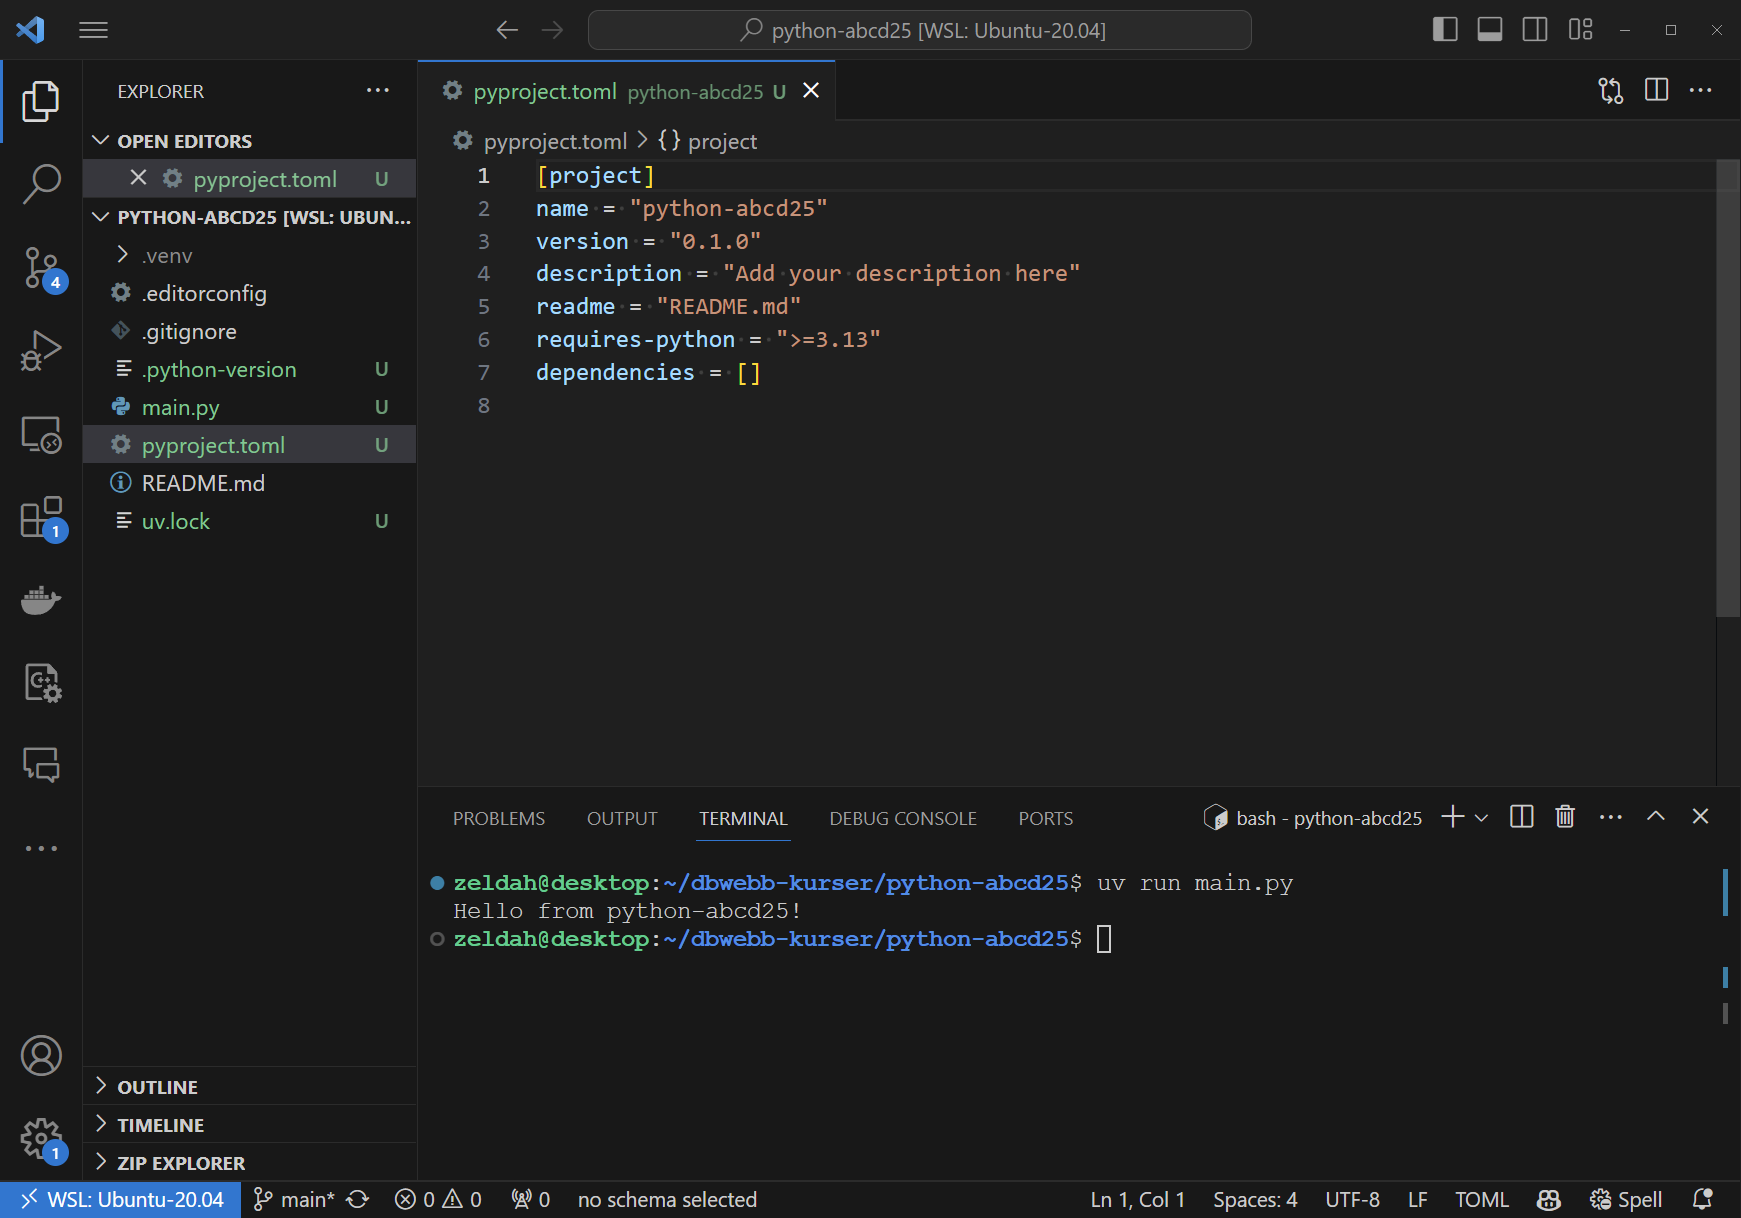 python-abcd25 [WSL: Ubuntu-20.04]
EXPLORER
OPEN EDITORS
pyproject.toml U
PYTHON-ABCD25 [WSL: UBUN...
.venv
.editorconfig
.gitignore
.python-version U
main.py U
pyproject.toml U
README.md
uv.lock U
OUTLINE
TIMELINE
ZIP EXPLORER
4
1
1
pyproject.toml python-abcd25 U
pyproject.toml > {} project
1 [project]
2 name = "python-abcd25"
3 version = "0.1.0"
4 description = "Add your description here"
5 readme = "README.md"
6 requires-python = ">=3.13"
7 dependencies = []
8
PROBLEMS OUTPUT TERMINAL DEBUG CONSOLE PORTS bash - python-abcd25
zeldah@desktop:~/dbwebb-kurser/python-abcd25$ uv run main.py
Hello from python-abcd25!
zeldah@desktop:~/dbwebb-kurser/python-abcd25$
WSL: Ubuntu-20.04 main* 0 0 0 no schema selected Ln 1, Col 1 Spaces: 4 UTF-8 LF TOML Spell